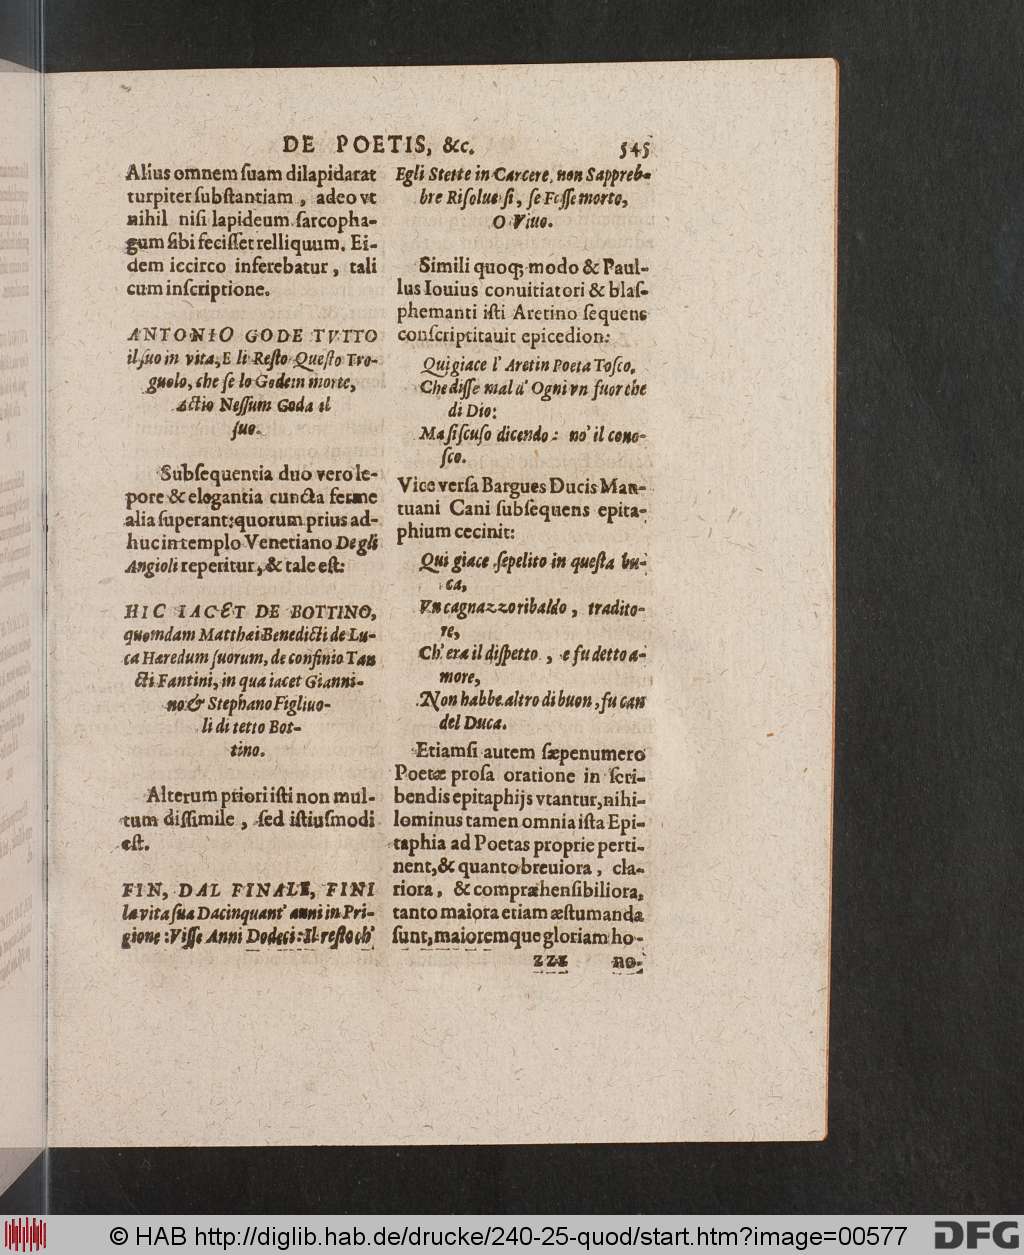 DE POETIS, &c. 545
Alius omnem suam dilapidarat
turpiter substantiam, adeo vt
nihil nisi lapideum sarcopha-
gum sibi fecisset relliquum. Ei-
dem iccirco inferebatur, tali
cum inscriptione.
ANTONIO GODE TVTTO
il suo in vita, E li Resto Questo Tro-
guolo, che se lo Godein morte,
Actio Nessum Goda il
suo.
Subsequentia duo vero le-
pore & elegantia cuncta ferme
alia superant: quorum prius ad-
huc in templo Venetiano Degli
Angioli reperitur, & tale est:
HIC IACET DE BOTTINO,
quomdam Matthæi Benedicti de Lu-
ca Haredum suorum, de confinio Tan
cti Fantini, in qua iacet Gianni-
no & Stephano Figliuo-
li di tetto Bot-
tino.
Alterum priori isti non mul-
tum dissimile, sed istiusmodi
est.
FIN, DAL FINALE, FINI
la vita sua Dacinquant' anni in Pri-
gione: Visse Anni Dodeci: Il resto ch'
Egli Stette in Carcere, non Sappreb-
bre Risolue si, se Fosse morto,
O Viuo.
Simili quoq; modo & Paul-
lus Iouius conuitiatori & blas-
phemanti isti Aretino sequens
conscriptitauit epicedion:
Qui giace l' Aretin Poeta Tosco,
Che disse mal d' Ogni vn fuor che
di Dio:
Ma si scuso dicendo: no' il cono-
sco.
Vice versa Bargues Ducis Man-
tuani Cani subsequens epita-
phium cecinit:
Qui giace sepelito in questa bu-
ca,
Vn cagnazzo ribaldo, tradito-
re,
Ch' era il dispetto, e fu detto a-
more,
Non habbe altro di buon, fu can
del Duca.
Etiamsi autem sæpenumero
Poetæ prosa oratione in scri-
bendis epitaphijs vtantur, nihi-
lominus tamen omnia ista Epi-
taphia ad Poetas proprie perti-
nent, & quanto breuiora, cla-
riora, & compræhensibiliora,
tanto maiora etiam æstumanda
sunt, maioremque gloriam ho-
ZZz no-
© HAB http://diglib.hab.de/drucke/240-25-quod/start.htm?image=00577 DFG